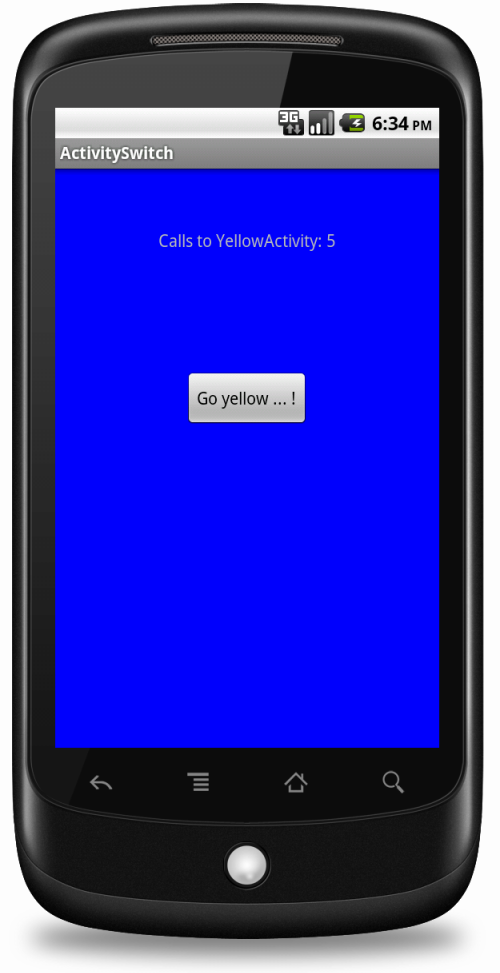 3G 6:34 PM
ActivitySwitch
Calls to YellowActivity: 5
Go yellow ... !